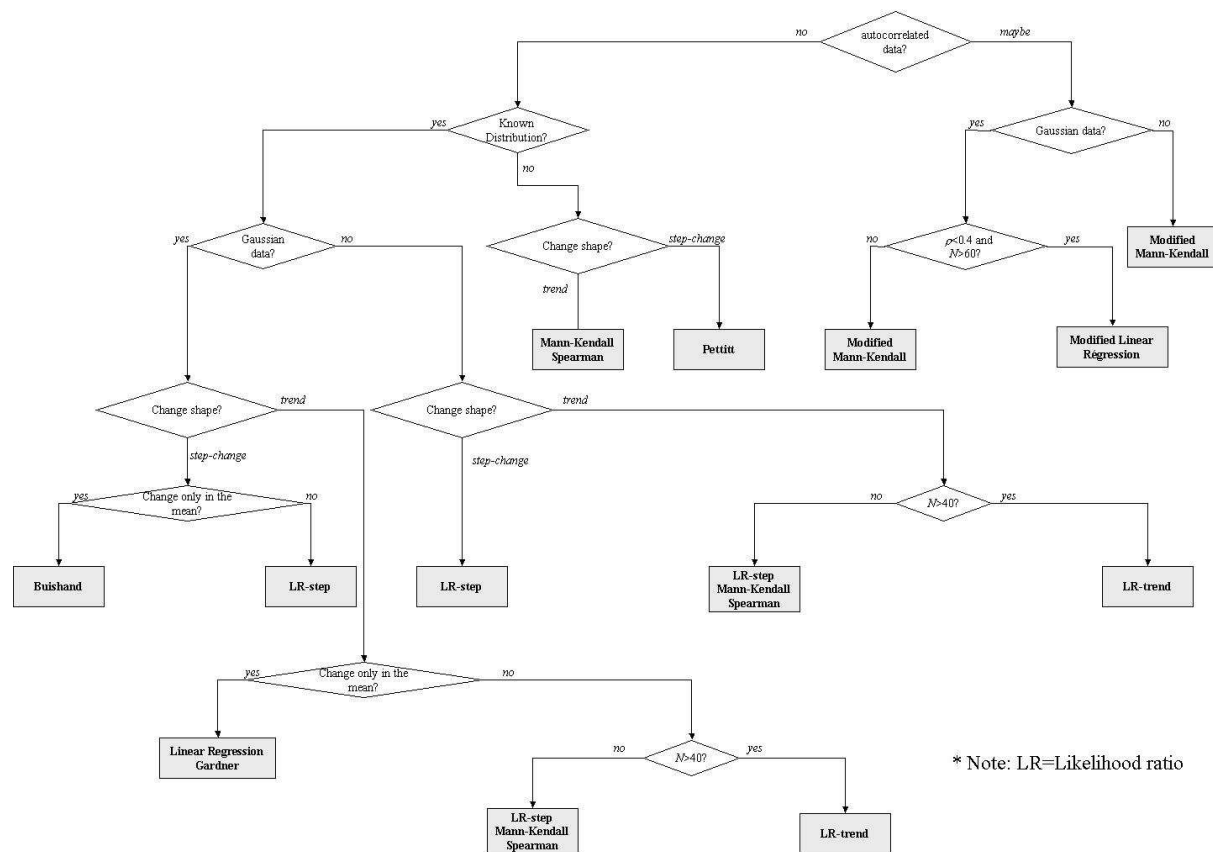 no
autocorrelated
data?
maybe
yes
Known
Distribution?
no
yes
Gaussian data?
no
yes
Gaussian
data?
no
Change shape?
step-change
trend
no
ρ<0.4 and
N>60?
yes
Modified
Mann-Kendall
Mann-Kendall
Spearman
Pettitt
Modified
Mann-Kendall
Modified Linear
Régression
Change shape?
trend
step-change
Change shape?
trend
step-change
yes
Change only in the
mean?
no
no
N>40?
yes
Buishand
LR-step
LR-step
LR-step
Mann-Kendall
Spearman
LR-trend
yes
Change only in the
mean?
no
Linear Regression
Gardner
no
N>40?
yes
* Note: LR=Likelihood ratio
LR-step
Mann-Kendall
Spearman
LR-trend